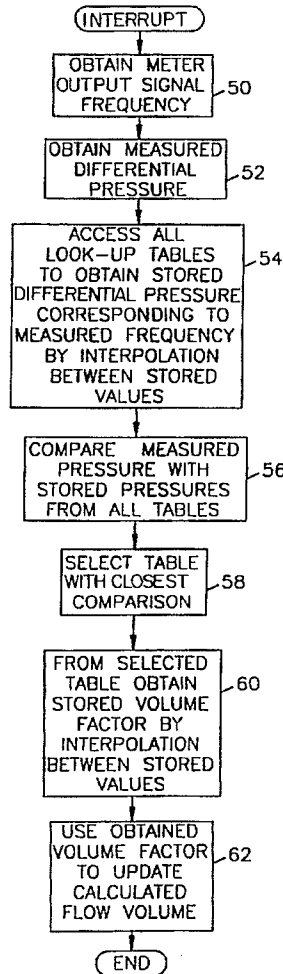 INTERRUPT
OBTAIN METER
OUTPUT SIGNAL
FREQUENCY
50
OBTAIN MEASURED
DIFFERENTIAL
PRESSURE
52
ACCESS ALL
LOOK-UP TABLES
TO OBTAIN STORED
DIFFERENTIAL PRESSURE
CORRESPONDING TO
MEASURED FREQUENCY
BY INTERPOLATION
BETWEEN STORED
VALUES
54
COMPARE MEASURED
PRESSURE WITH
STORED PRESSURES
FROM ALL TABLES
56
SELECT TABLE
WITH CLOSEST
COMPARISON
58
FROM SELECTED
TABLE OBTAIN
STORED VOLUME
FACTOR BY
INTERPOLATION
BETWEEN STORED
VALUES
60
USE OBTAINED
VOLUME FACTOR
TO UPDATE
CALCULATED
FLOW VOLUME
62
END